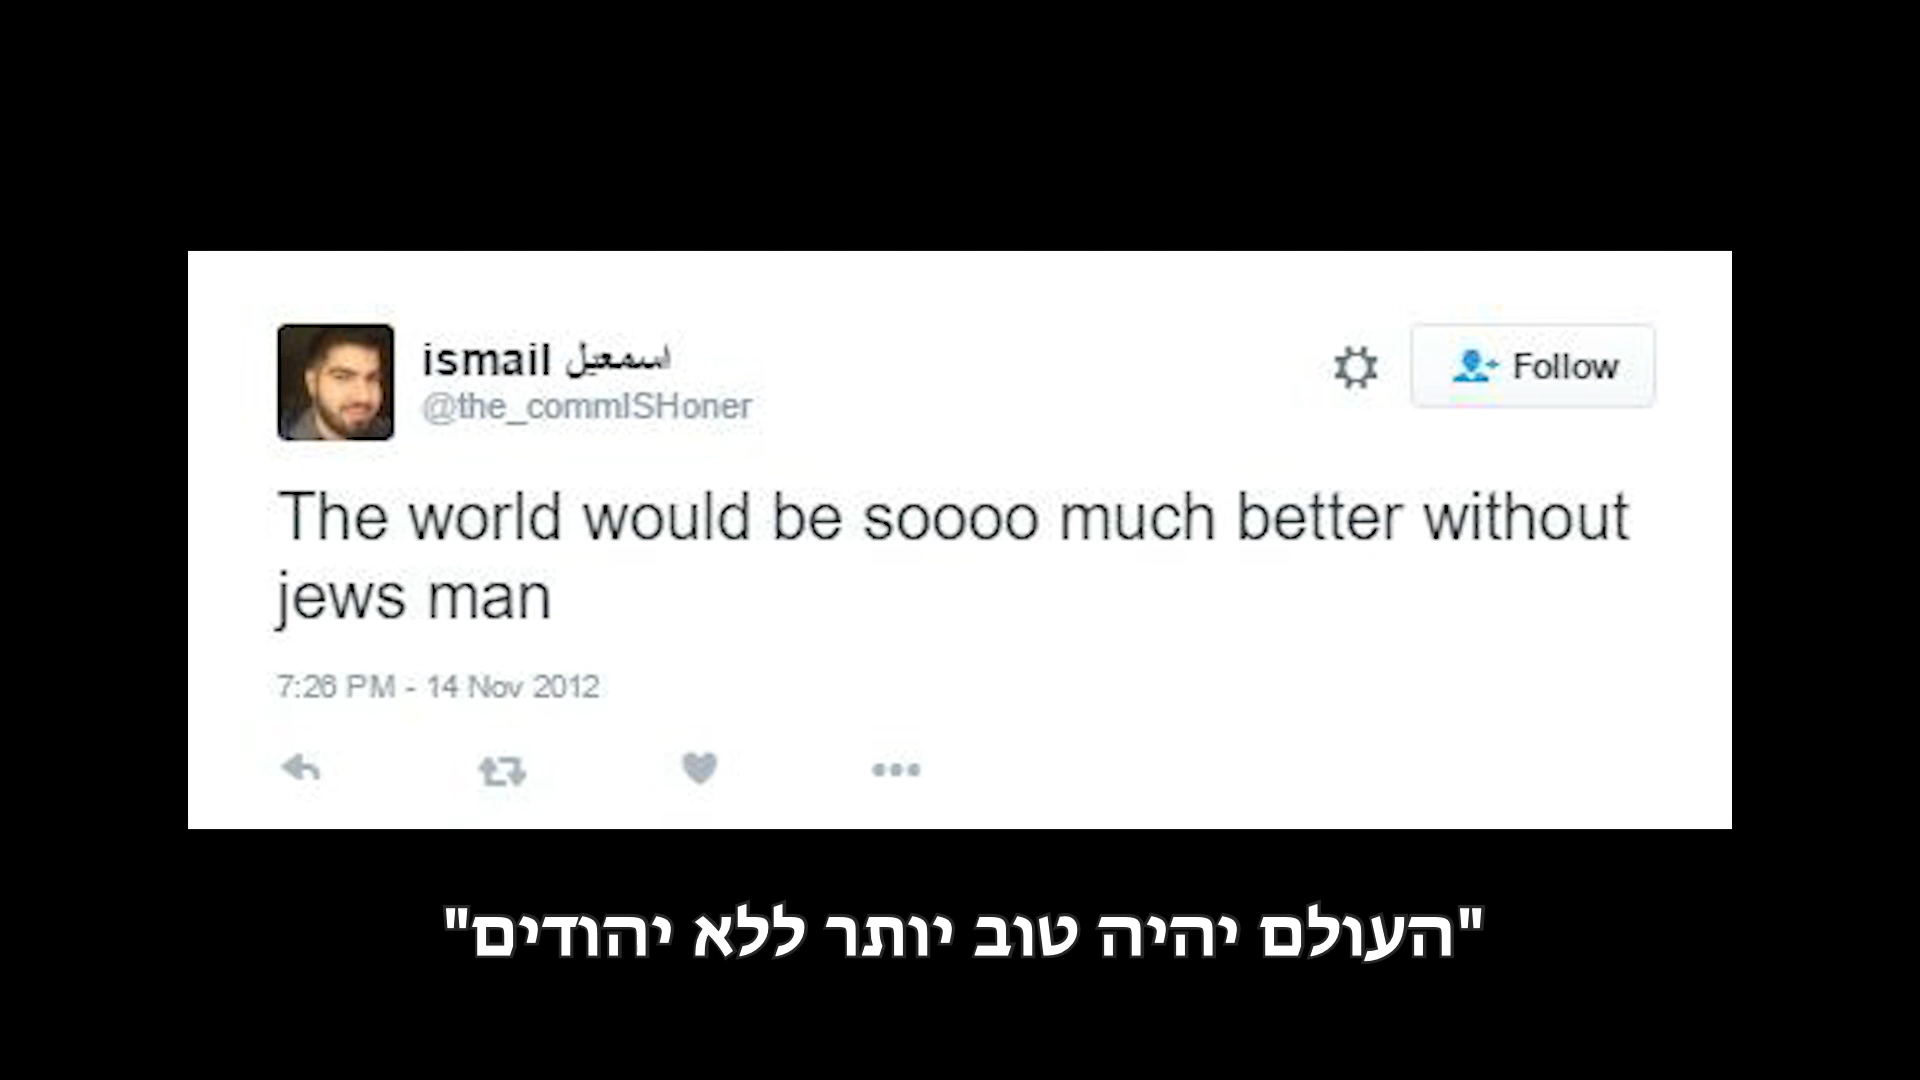 ismail اسمعيل
@the_commISHoner
Follow
The world would be soooo much better without
jews man
7:26 PM - 14 Nov 2012
"העולם יהיה טוב יותר ללא יהודים"